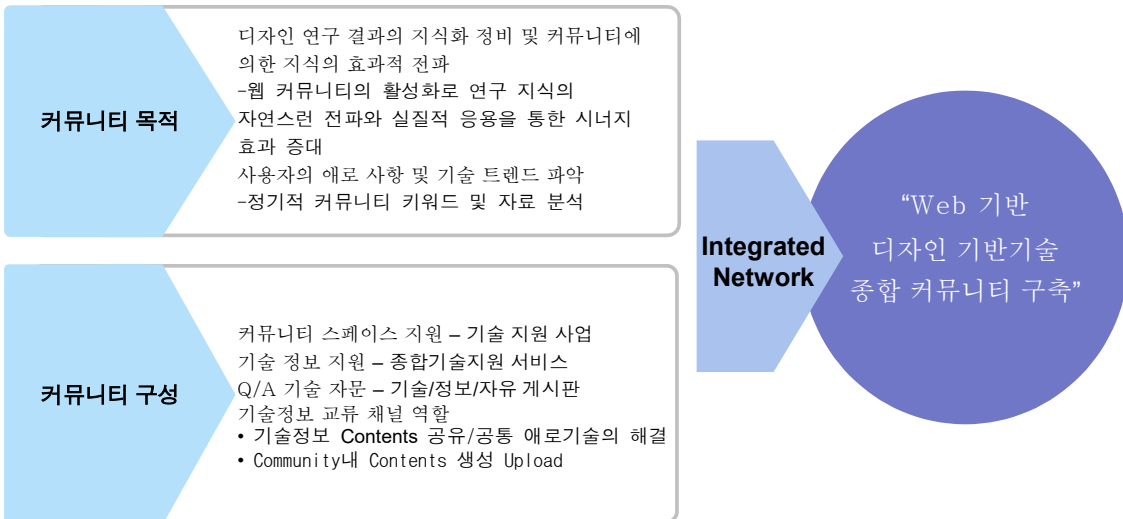 커뮤니티 목적
디자인 연구 결과의 지식화 정비 및 커뮤니티에
의한 지식의 효과적 전파
-웹 커뮤니티의 활성화로 연구 지식의
자연스런 전파와 실질적 응용을 통한 시너지
효과 증대
사용자의 애로 사항 및 기술 트렌드 파악
-정기적 커뮤니티 키워드 및 자료 분석
커뮤니티 구성
커뮤니티 스페이스 지원 – 기술 지원 사업
기술 정보 지원 – 종합기술지원 서비스
Q/A 기술 자문 – 기술/정보/자유 게시판
기술정보 교류 채널 역할
• 기술정보 Contents 공유/공통 애로기술의 해결
• Community내 Contents 생성 Upload
Integrated
Network
“Web 기반
디자인 기반기술
종합 커뮤니티 구축”